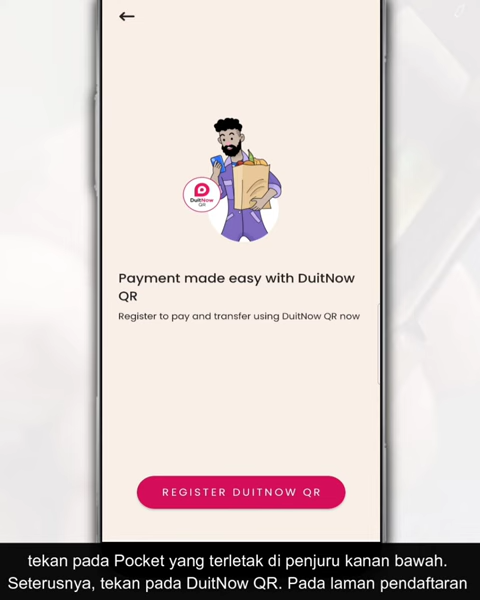 DuitNow
QR
Payment made easy with DuitNow
QR
Register to pay and transfer using DuitNow QR now
REGISTER DUITNOW QR
tekan pada Pocket yang terletak di penjuru kanan bawah.
Seterusnya, tekan pada DuitNow QR. Pada laman pendaftaran